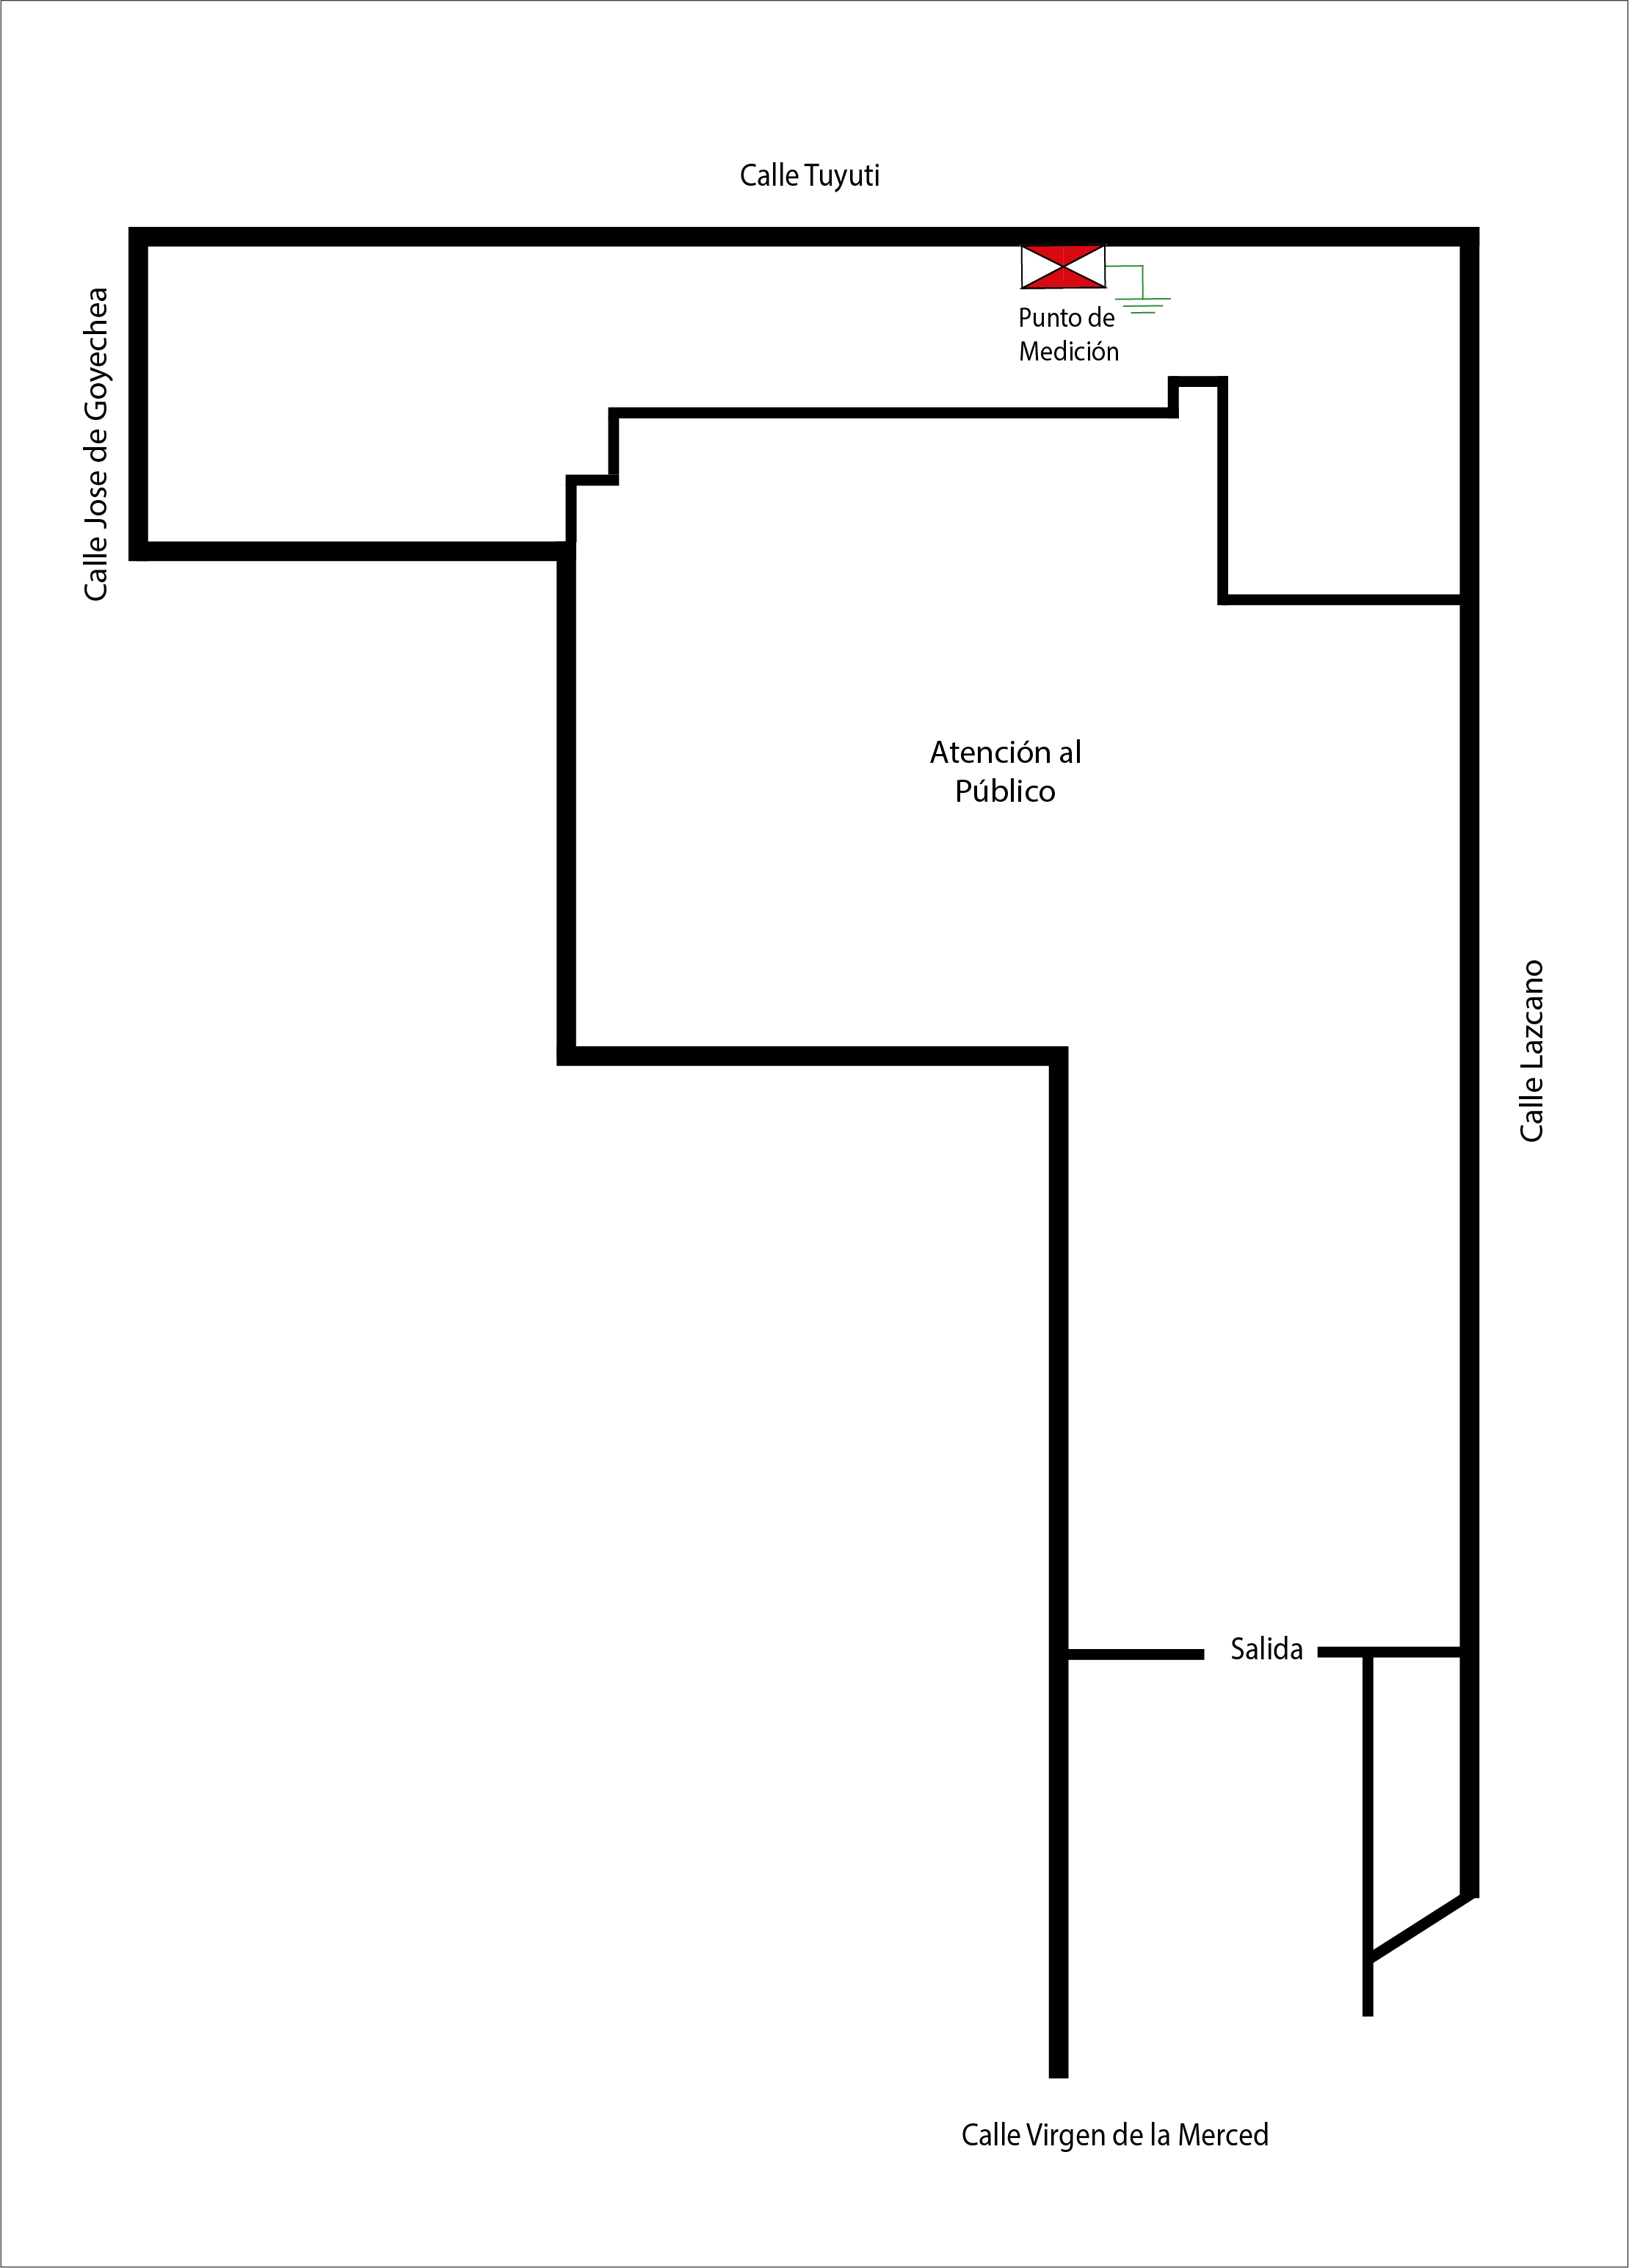 Calle Tuyuti
Calle Jose de Goyechea
Punto de
Medición
Atención al
Público
Calle Lazcano
Salida
Calle Virgen de la Merced